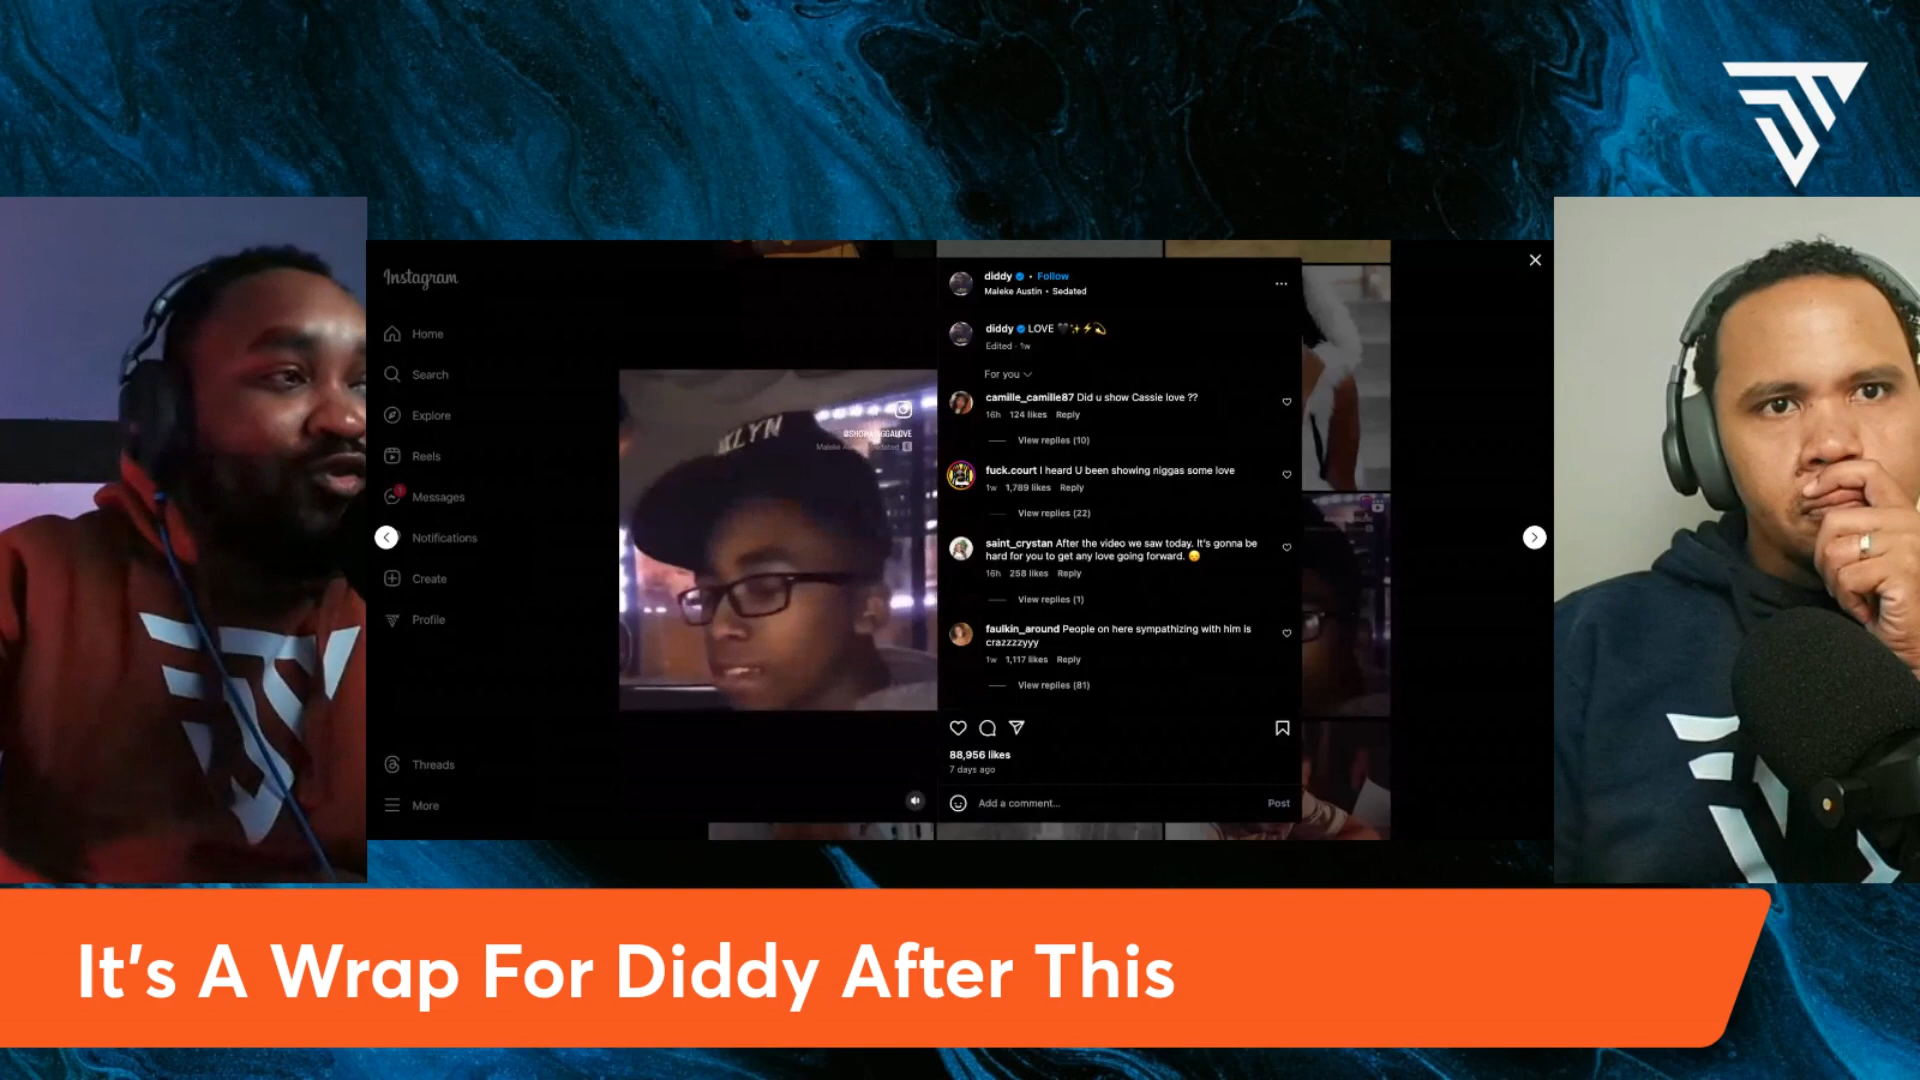 Instagram
Home
Search
Explore
Reels
1
Messages
Notifications
Create
Profile
Threads
More
KLYN
diddy • Follow
Maleke Austin • Sedated
diddy LOVE 🖤✨⚡💫
Edited · 1w
For you
camille_camille87 Did u show Cassie love ??
16h 124 likes Reply
View replies (10)
fuck.court I heard U been showing niggas some love
1w 1,789 likes Reply
View replies (22)
saint_crystan After the video we saw today. It's gonna be
hard for you to get any love going forward. 😞
16h 258 likes Reply
View replies (1)
faulkin_around People on here sympathizing with him is
crazzzzyyy
1w 1,117 likes Reply
View replies (81)
88,956 likes
7 days ago
Add a comment...
Post
It's A Wrap For Diddy After This